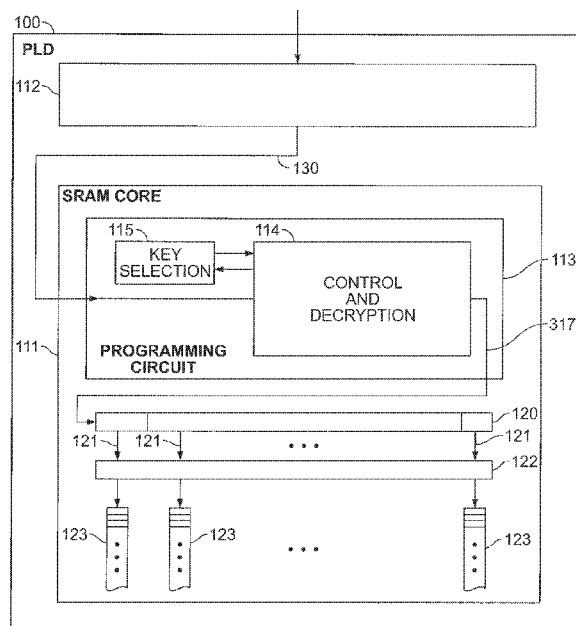 100
PLD
112
130
SRAM CORE
115
114
KEY
SELECTION
113
CONTROL
AND
DECRYPTION
317
111
PROGRAMMING
CIRCUIT
120
121
121
121
122
123
123
123